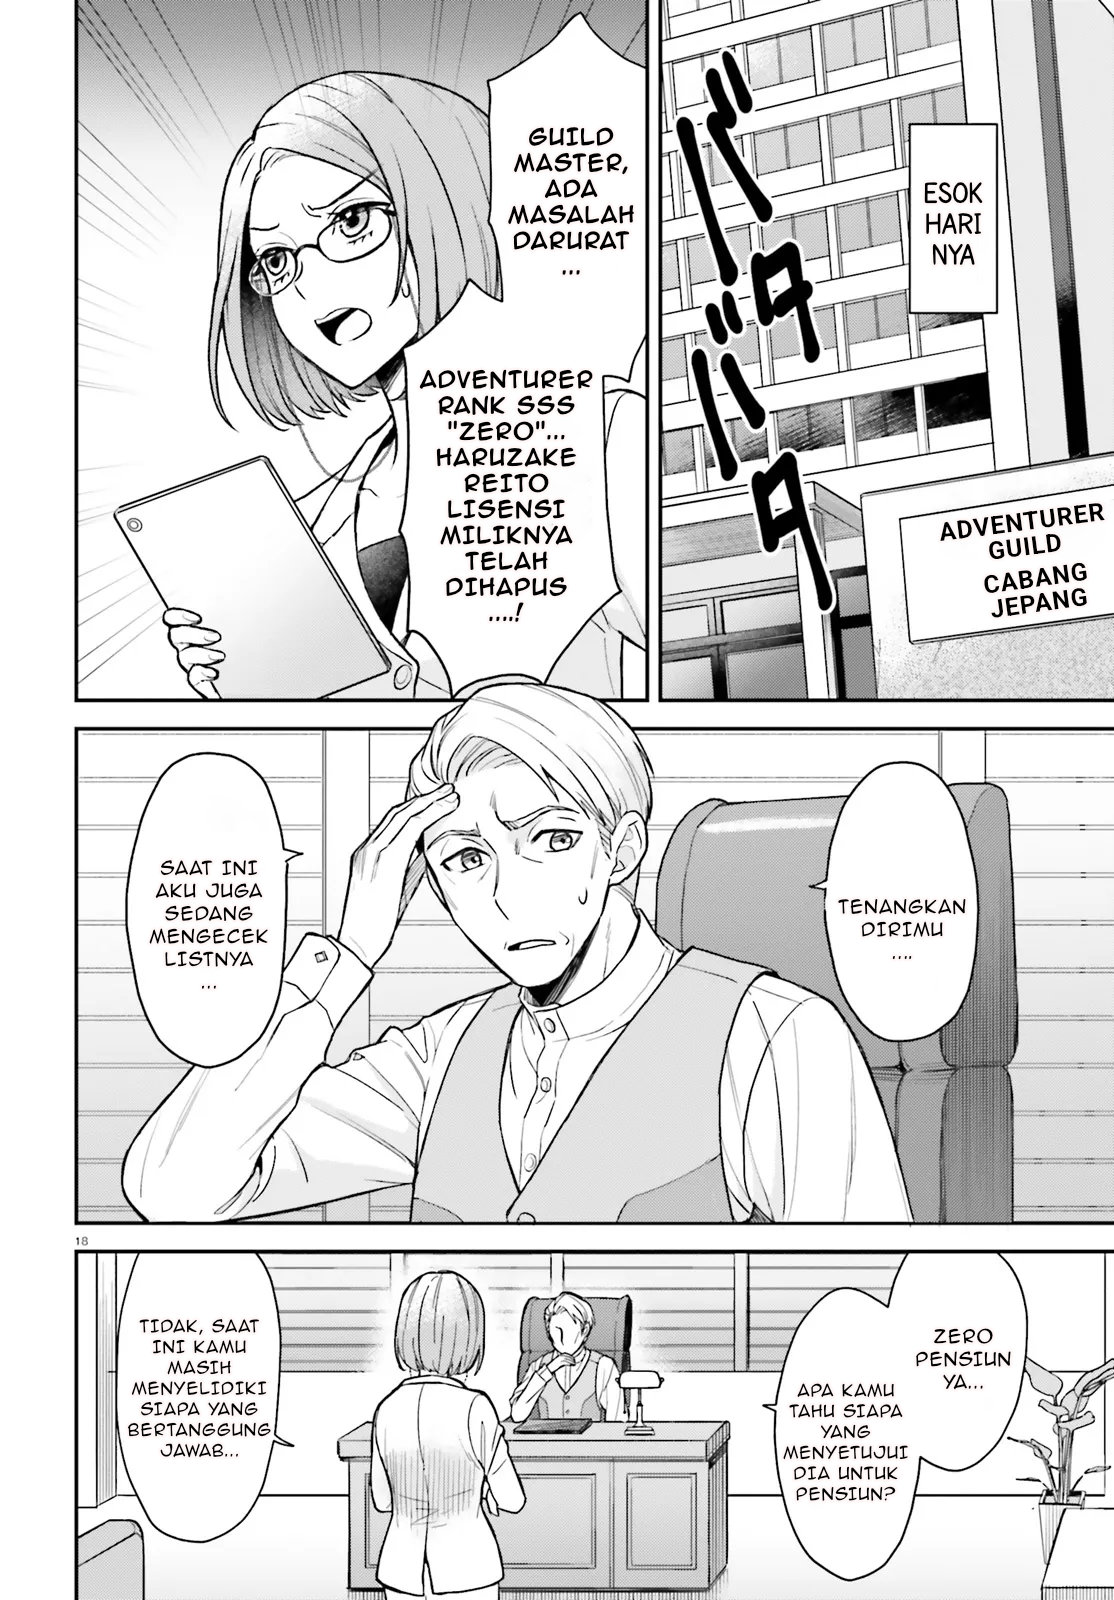 ESOK
HARI
NYA
バタバタ
ADVENTURER
GUILD
CABANG
JEPANG
GUILD
MASTER,
ADA
MASALAH
DARURAT
...
ADVENTURER
RANK SSS
"ZERO"...
HARUZAKE
REITO
LISENSI
MILIKNYA
TELAH
DIHAPUS
....!
TENANGKAN
DIRIMU
....
SAAT INI
AKU JUGA
SEDANG
MENGECEK
LISTNYA
...
18
ZERO
PENSIUN
YA...
APA KAMU
TAHU SIAPA
YANG
MENYETUJUI
DIA UNTUK
PENSIUN?
TIDAK, SAAT
INI KAMU
MASIH
MENYELIDIKI
SIAPA YANG
BERTANGGUNG
JAWAB...